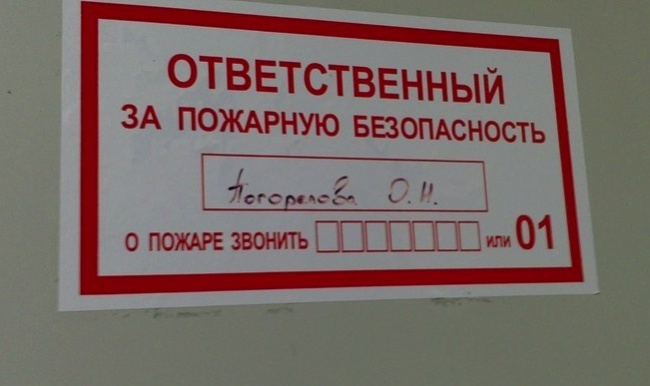 ОТВЕТСТВЕННЫЙ
ЗА ПОЖАРНУЮ БЕЗОПАСНОСТЬ
Погорелова О.Н.
О ПОЖАРЕ ЗВОНИТЬ или 01